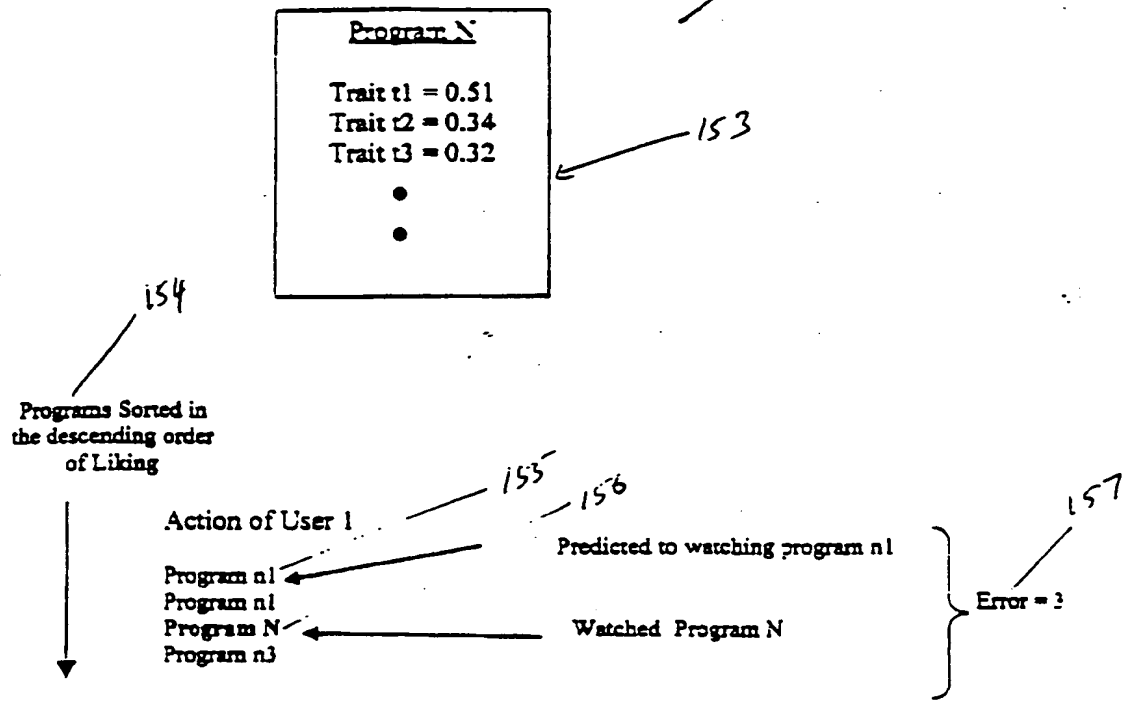 Program N
Trait t1 = 0.51
Trait t2 = 0.34
Trait t3 = 0.32
153
154
Programs Sorted in
the descending order
of Liking
155
156
157
Action of User 1
Predicted to watching program n1
Program n1
Program n1
Error = 3
Program N
Watched Program N
Program n3